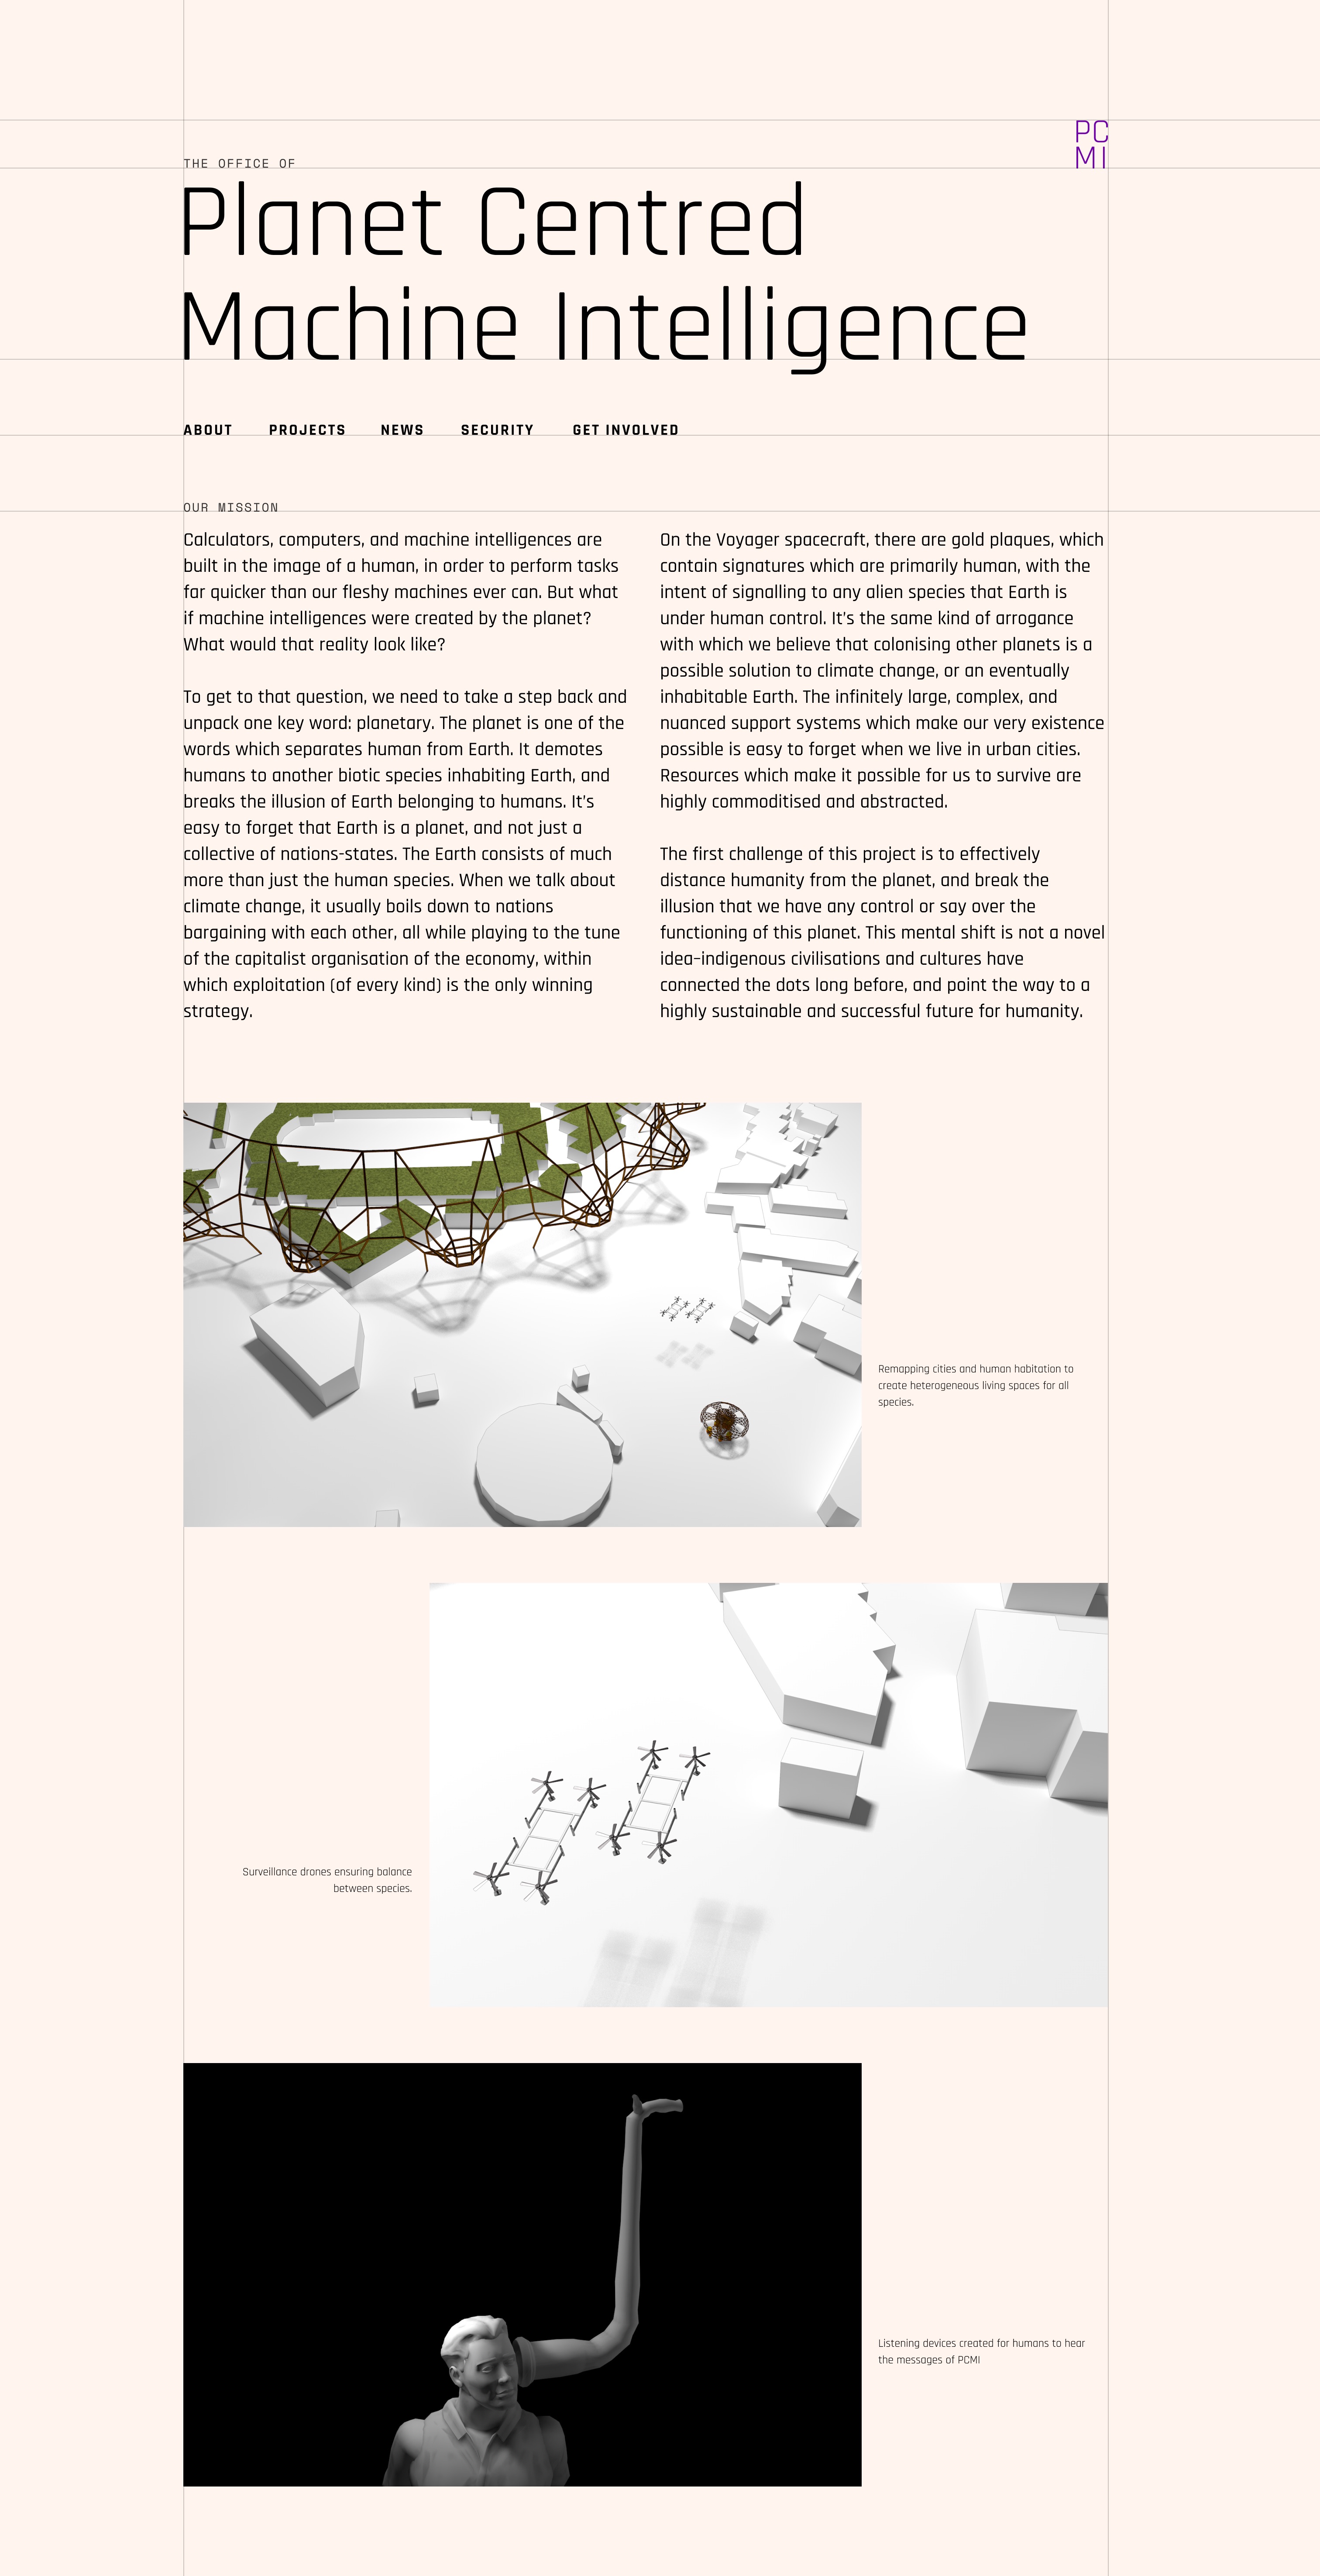 PC
MI
THE OFFICE OF
Planet Centred
Machine Intelligence
ABOUT PROJECTS NEWS SECURITY GET INVOLVED
OUR MISSION
Calculators, computers, and machine intelligences are
built in the image of a human, in order to perform tasks
far quicker than our fleshy machines ever can. But what
if machine intelligences were created by the planet?
What would that reality look like?
To get to that question, we need to take a step back and
unpack one key word: planetary. The planet is one of the
words which separates human from Earth. It demotes
humans to another biotic species inhabiting Earth, and
breaks the illusion of Earth belonging to humans. It’s
easy to forget that Earth is a planet, and not just a
collective of nations-states. The Earth consists of much
more than just the human species. When we talk about
climate change, it usually boils down to nations
bargaining with each other, all while playing to the tune
of the capitalist organisation of the economy, within
which exploitation (of every kind) is the only winning
strategy.
On the Voyager spacecraft, there are gold plaques, which
contain signatures which are primarily human, with the
intent of signalling to any alien species that Earth is
under human control. It’s the same kind of arrogance
with which we believe that colonising other planets is a
possible solution to climate change, or an eventually
inhabitable Earth. The infinitely large, complex, and
nuanced support systems which make our very existence
possible is easy to forget when we live in urban cities.
Resources which make it possible for us to survive are
highly commoditised and abstracted.
The first challenge of this project is to effectively
distance humanity from the planet, and break the
illusion that we have any control or say over the
functioning of this planet. This mental shift is not a novel
idea–indigenous civilisations and cultures have
connected the dots long before, and point the way to a
highly sustainable and successful future for humanity.
Remapping cities and human habitation to
create heterogeneous living spaces for all
species.
Surveillance drones ensuring balance
between species.
Listening devices created for humans to hear
the messages of PCMI